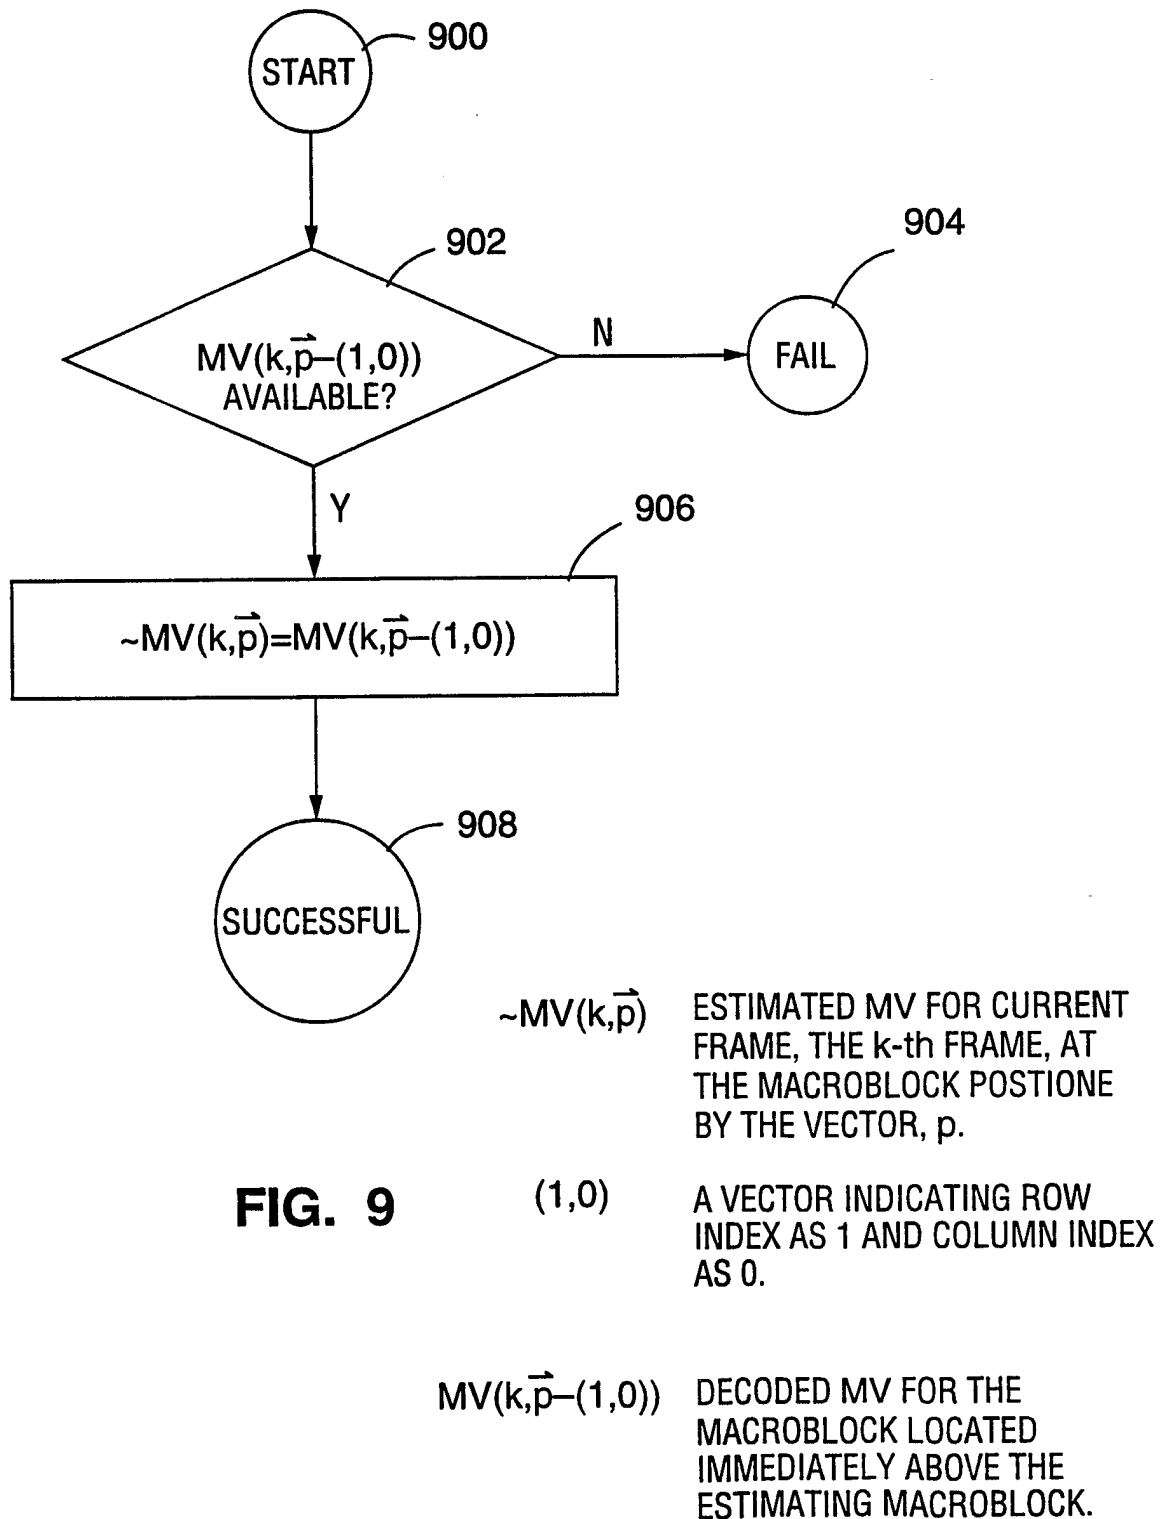 900
START
902
904
MV(k,p⃗–(1,0))
AVAILABLE?
N
FAIL
Y
906
~MV(k,p⃗)=MV(k,p⃗–(1,0))
908
SUCCESSFUL
~MV(k,p⃗) ESTIMATED MV FOR CURRENT
FRAME, THE k-th FRAME, AT
THE MACROBLOCK POSTIONE
BY THE VECTOR, p.
FIG. 9
(1,0) A VECTOR INDICATING ROW
INDEX AS 1 AND COLUMN INDEX
AS 0.
MV(k,p⃗–(1,0)) DECODED MV FOR THE
MACROBLOCK LOCATED
IMMEDIATELY ABOVE THE
ESTIMATING MACROBLOCK.